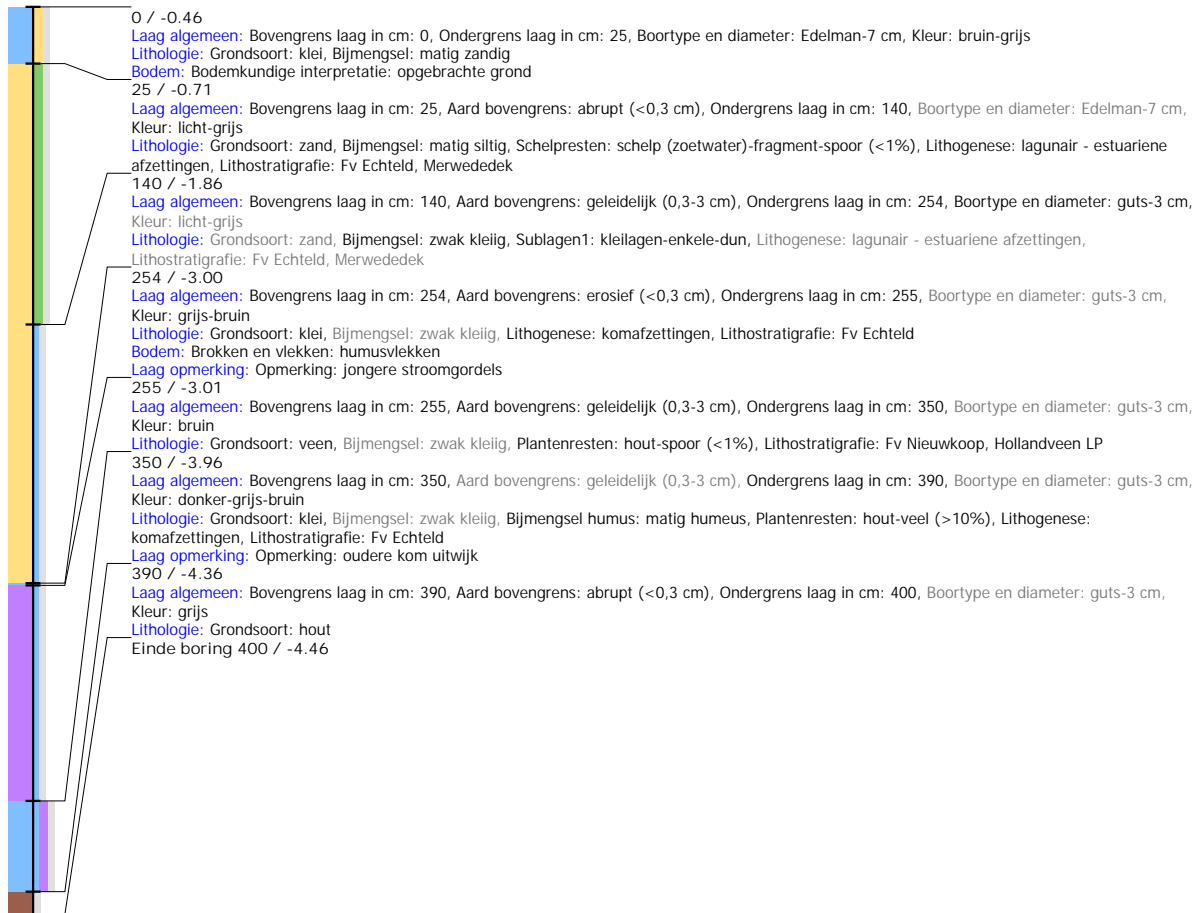 0 / -0.46
Laag algemeen: Bovengrens laag in cm: 0, Ondergrens laag in cm: 25, Boortype en diameter: Edelman-7 cm, Kleur: bruin-grijs
Lithologie: Grondsoort: klei, Bijmengsel: matig zandig
Bodem: Bodemkundige interpretatie: opgebrachte grond
25 / -0.71
Laag algemeen: Bovengrens laag in cm: 25, Aard bovengrens: abrupt (<0,3 cm), Ondergrens laag in cm: 140, Boortype en diameter: Edelman-7 cm,
Kleur: licht-grijs
Lithologie: Grondsoort: zand, Bijmengsel: matig siltig, Schelpresten: schelp (zoetwater)-fragment-spoor (<1%), Lithogenese: lagunair - estuariene
afzettingen, Lithostratigrafie: Fv Echteld, Merwededek
140 / -1.86
Laag algemeen: Bovengrens laag in cm: 140, Aard bovengrens: geleidelijk (0,3-3 cm), Ondergrens laag in cm: 254, Boortype en diameter: guts-3 cm,
Kleur: licht-grijs
Lithologie: Grondsoort: zand, Bijmengsel: zwak kleiig, Sublagen1: kleilagen-enkele-dun, Lithogenese: lagunair - estuariene afzettingen,
Lithostratigrafie: Fv Echteld, Merwededek
254 / -3.00
Laag algemeen: Bovengrens laag in cm: 254, Aard bovengrens: erosief (<0,3 cm), Ondergrens laag in cm: 255, Boortype en diameter: guts-3 cm,
Kleur: grijs-bruin
Lithologie: Grondsoort: klei, Bijmengsel: zwak kleiig, Lithogenese: komafzettingen, Lithostratigrafie: Fv Echteld
Bodem: Brokken en vlekken: humusvlekken
Laag opmerking: Opmerking: jongere stroomgordels
255 / -3.01
Laag algemeen: Bovengrens laag in cm: 255, Aard bovengrens: geleidelijk (0,3-3 cm), Ondergrens laag in cm: 350, Boortype en diameter: guts-3 cm,
Kleur: bruin
Lithologie: Grondsoort: veen, Bijmengsel: zwak kleiig, Plantenresten: hout-spoor (<1%), Lithostratigrafie: Fv Nieuwkoop, Hollandveen LP
350 / -3.96
Laag algemeen: Bovengrens laag in cm: 350, Aard bovengrens: geleidelijk (0,3-3 cm), Ondergrens laag in cm: 390, Boortype en diameter: guts-3 cm,
Kleur: donker-grijs-bruin
Lithologie: Grondsoort: klei, Bijmengsel: zwak kleiig, Bijmengsel humus: matig humeus, Plantenresten: hout-veel (>10%), Lithogenese:
komafzettingen, Lithostratigrafie: Fv Echteld
Laag opmerking: Opmerking: oudere kom uitwijk
390 / -4.36
Laag algemeen: Bovengrens laag in cm: 390, Aard bovengrens: abrupt (<0,3 cm), Ondergrens laag in cm: 400, Boortype en diameter: guts-3 cm,
Kleur: grijs
Lithologie: Grondsoort: hout
Einde boring 400 / -4.46